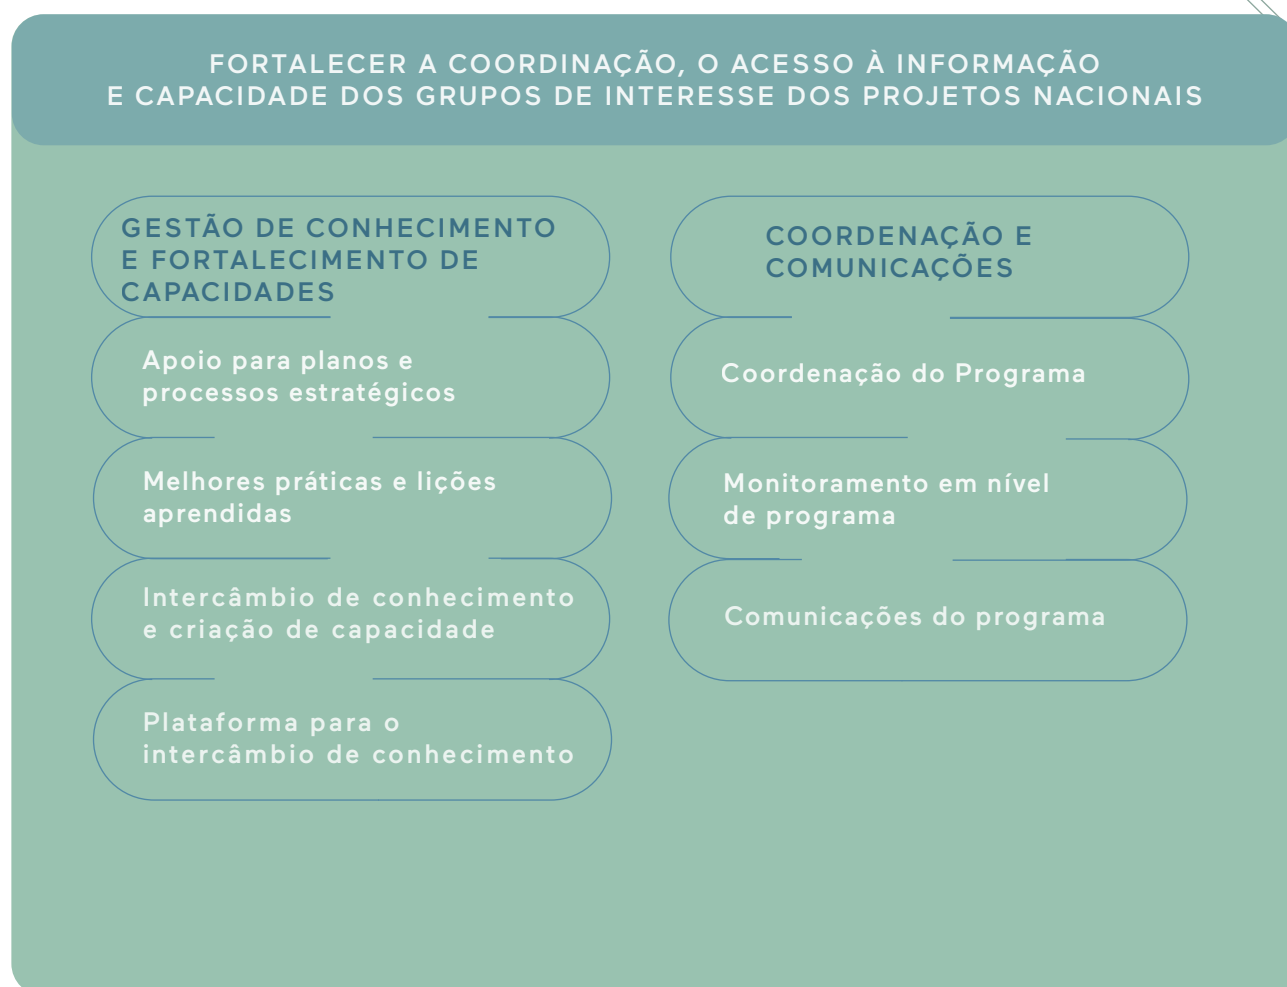 FORTALECER A COORDINAÇÃO, O ACESSO À INFORMAÇÃO
E CAPACIDADE DOS GRUPOS DE INTERESSE DOS PROJETOS NACIONAIS
GESTÃO DE CONHECIMENTO
E FORTALECIMENTO DE
CAPACIDADES
Apoio para planos e
processos estratégicos
Melhores práticas e lições
aprendidas
Intercâmbio de conhecimento
e criação de capacidade
Plataforma para o
intercâmbio de conhecimento
COORDENAÇÃO E
COMUNICAÇÕES
Coordenação do Programa
Monitoramento em nível
de programa
Comunicações do programa